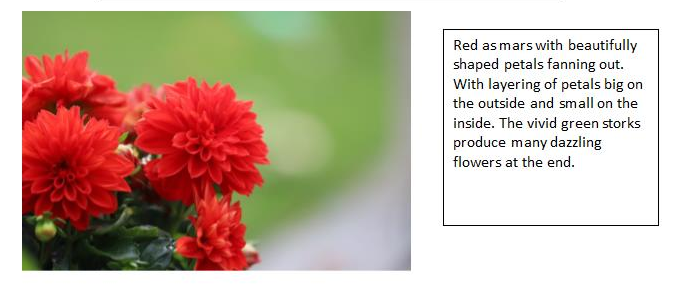 Red as mars with beautifully
shaped petals fanning out.
With layering of petals big on
the outside and small on the
inside. The vivid green storks
produce many dazzling
flowers at the end.